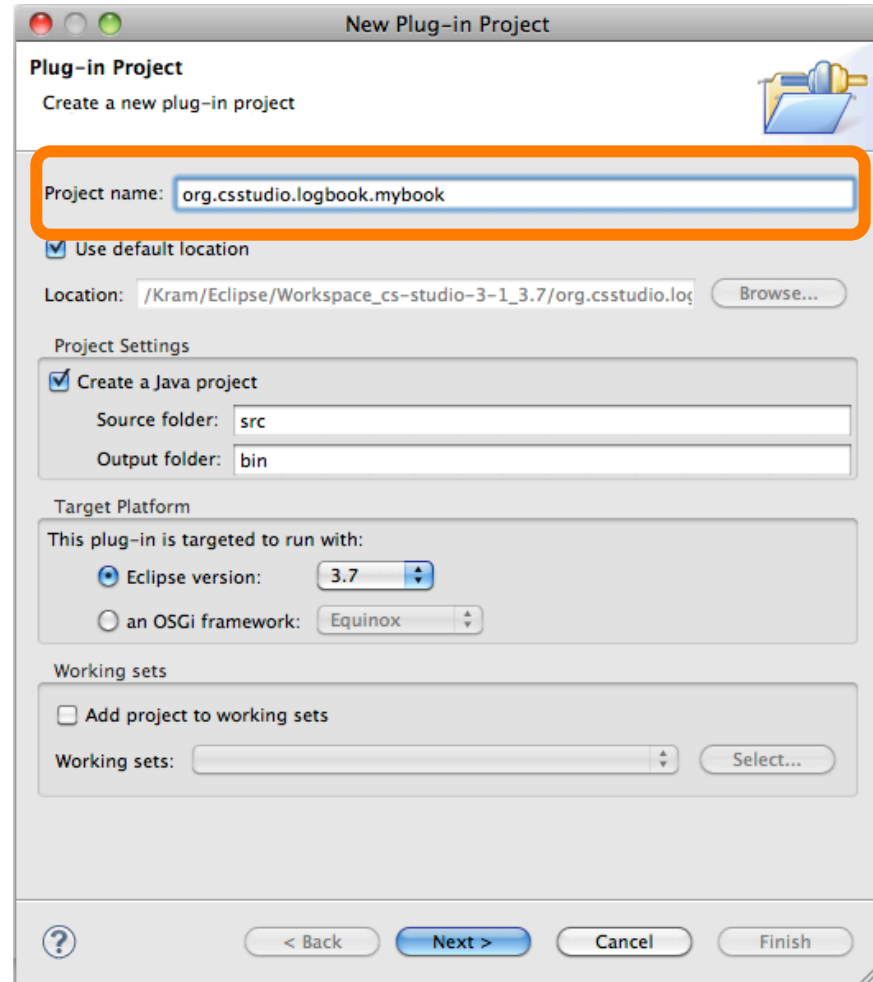 New Plug-in Project
Plug-in Project
Create a new plug-in project
Project name: org.csstudio.logbook.mybook
Use default location
Location: /Kram/Eclipse/Workspace_cs-studio-3-1_3.7/org.csstudio.log Browse...
Project Settings
Create a Java project
Source folder: src
Output folder: bin
Target Platform
This plug-in is targeted to run with:
Eclipse version: 3.7
an OSGi framework: Equinox
Working sets
Add project to working sets
Working sets: Select...
? < Back Next > Cancel Finish